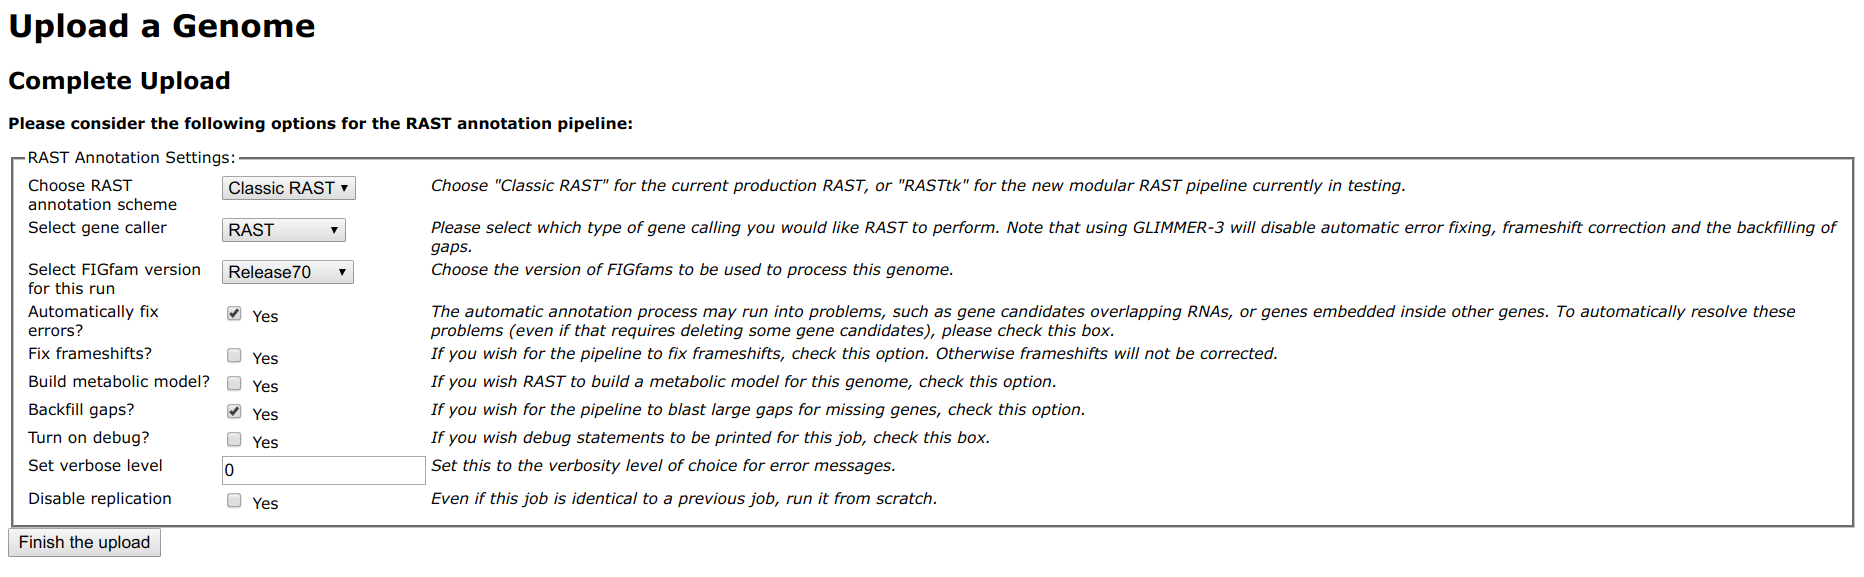 Upload a Genome
Complete Upload
Please consider the following options for the RAST annotation pipeline:
RAST Annotation Settings:
Choose RAST annotation scheme
Classic RAST
Choose "Classic RAST" for the current production RAST, or "RASTtk" for the new modular RAST pipeline currently in testing.
Select gene caller
RAST
Please select which type of gene calling you would like RAST to perform. Note that using GLIMMER-3 will disable automatic error fixing, frameshift correction and the backfilling of
gaps.
Select FIGfam version
for this run
Release70
Choose the version of FIGfams to be used to process this genome.
Automatically fix
errors?
Yes
The automatic annotation process may run into problems, such as gene candidates overlapping RNAs, or genes embedded inside other genes. To automatically resolve these
problems (even if that requires deleting some gene candidates), please check this box.
Fix frameshifts?
Yes
If you wish for the pipeline to fix frameshifts, check this option. Otherwise frameshifts will not be corrected.
Build metabolic model?
Yes
If you wish RAST to build a metabolic model for this genome, check this option.
Backfill gaps?
Yes
If you wish for the pipeline to blast large gaps for missing genes, check this option.
Turn on debug?
Yes
If you wish debug statements to be printed for this job, check this box.
Set verbose level
0
Set this to the verbosity level of choice for error messages.
Disable replication
Yes
Even if this job is identical to a previous job, run it from scratch.
Finish the upload